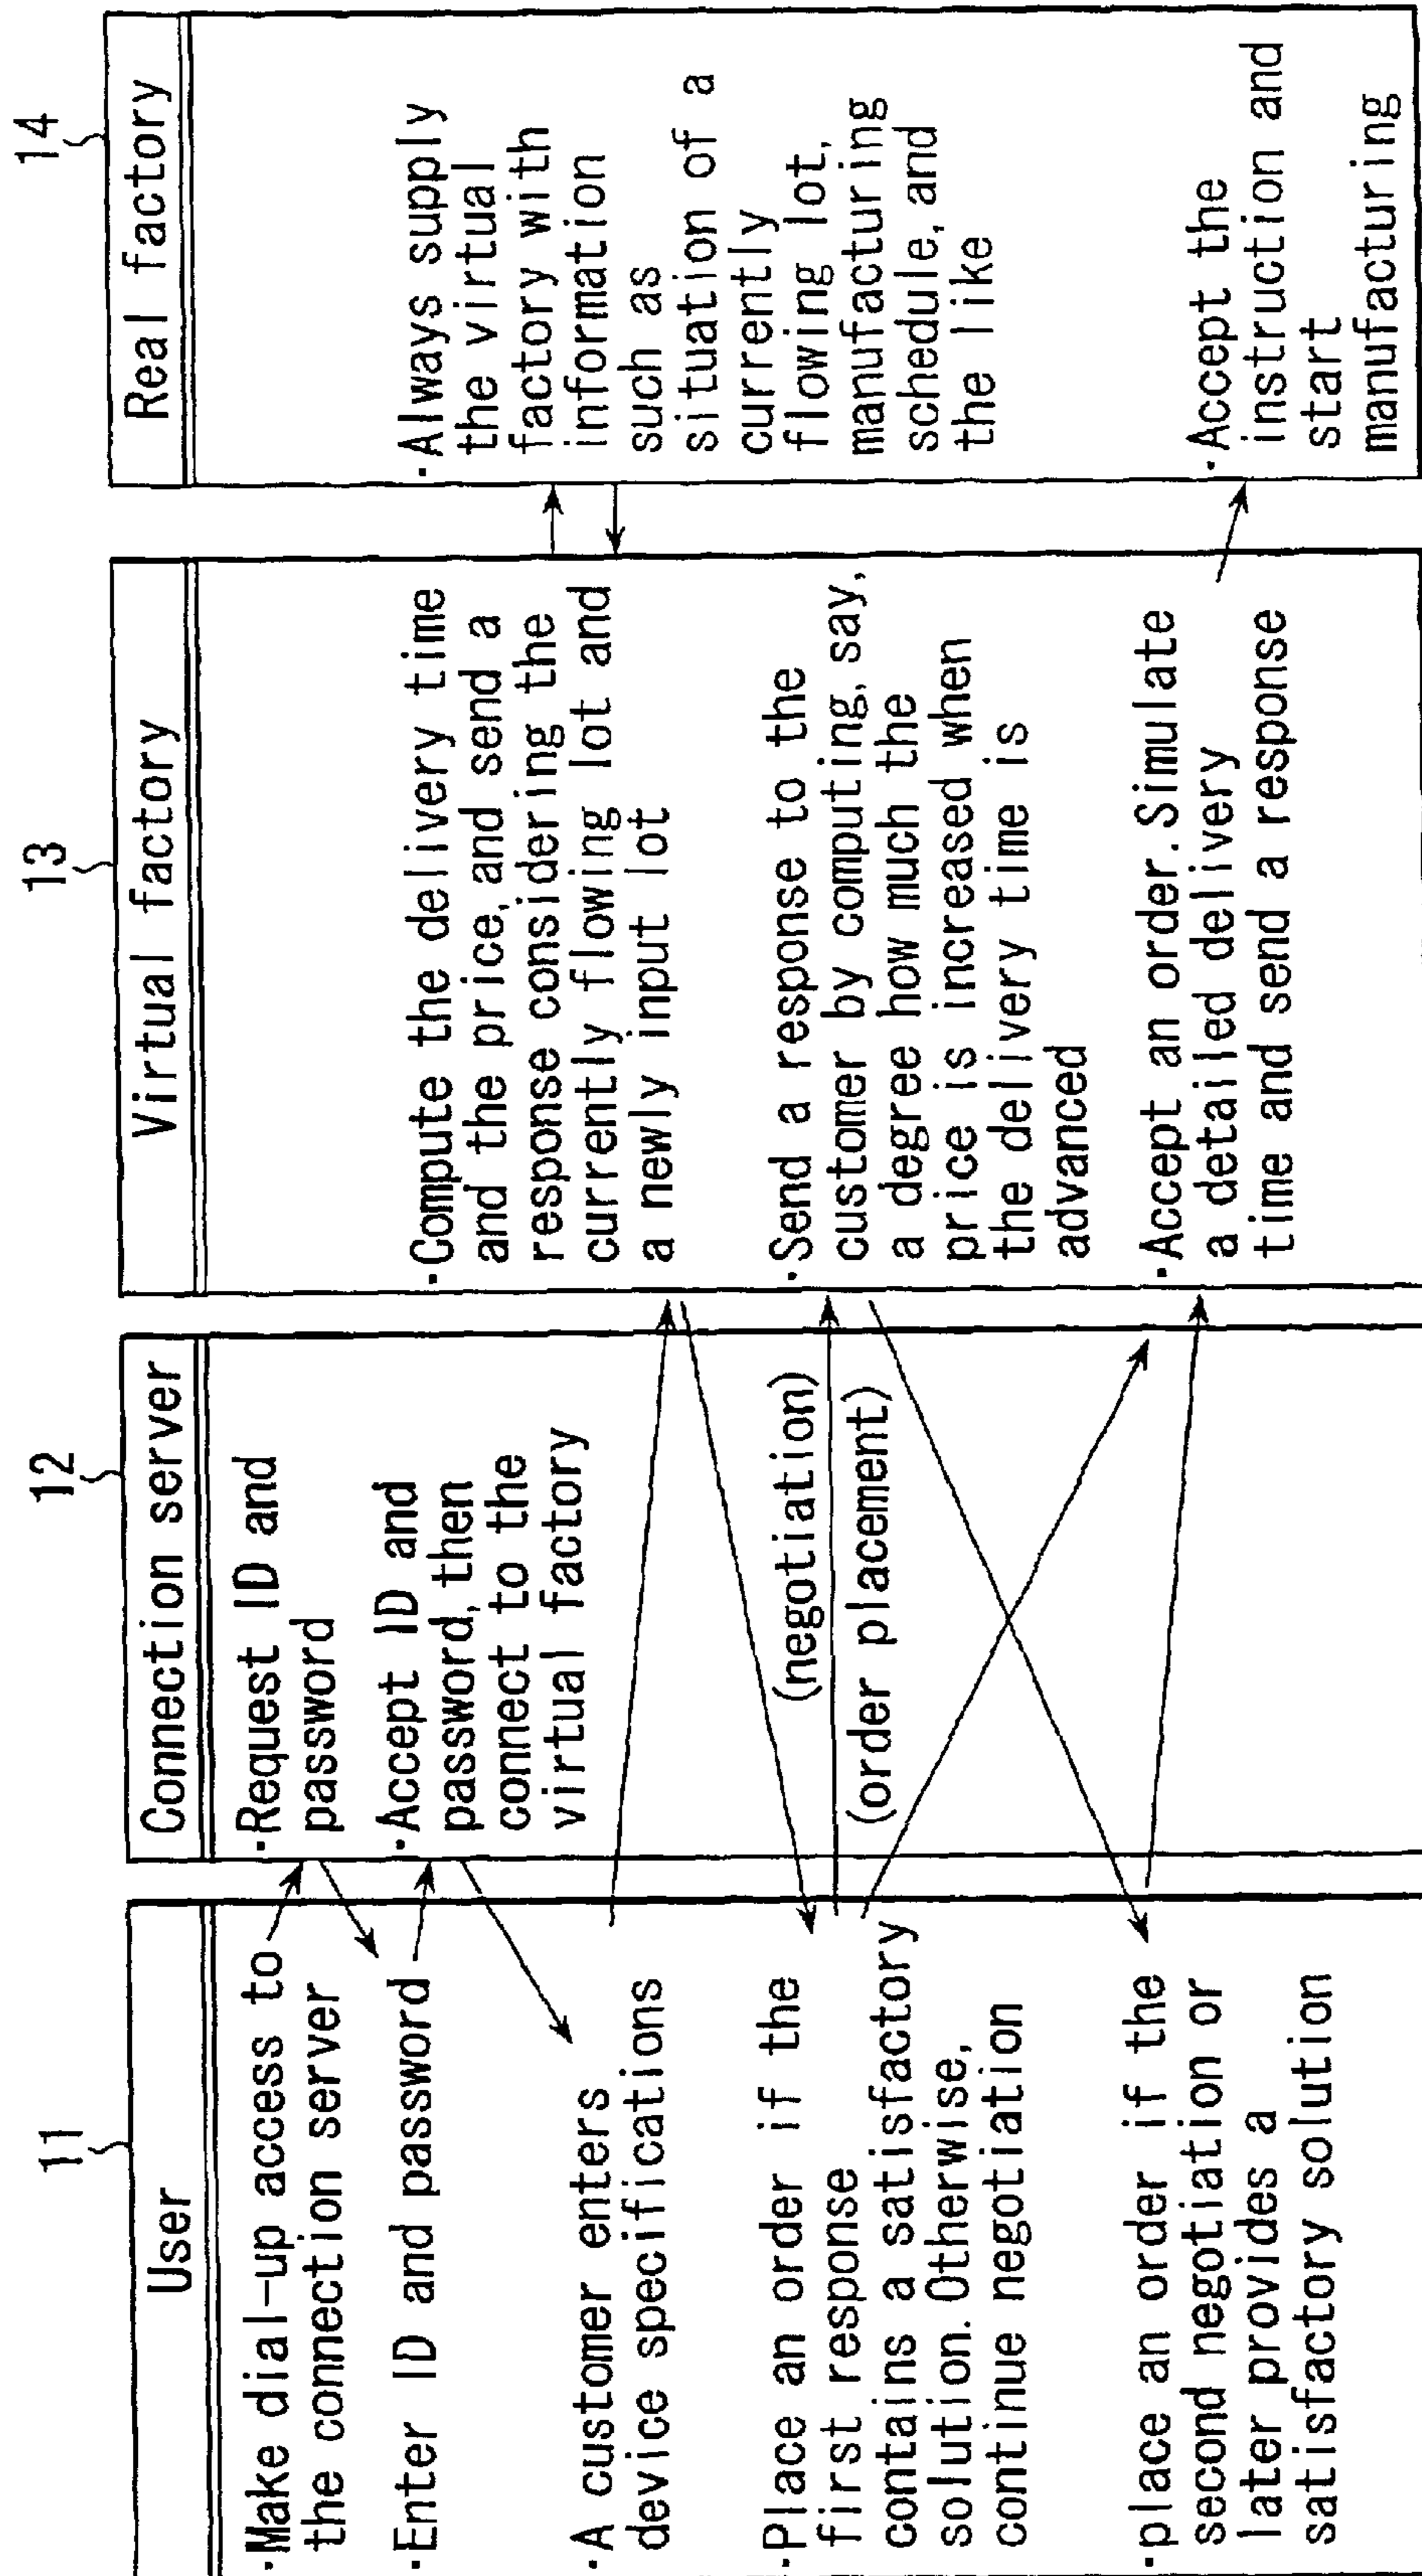 11
User
·Make dial-up access to
the connection server
·Enter ID and password
·A customer enters
device specifications
·Place an order if the
first response
contains a satisfactory
solution. Otherwise,
continue negotiation
·place an order if the
second negotiation or
later provides a
satisfactory solution
12
Connection server
·Request ID and
password
·Accept ID and
password, then
connect to the
virtual factory
(negotiation)
(order placement)
13
Virtual factory
·Compute the delivery time
and the price, and send a
response considering the
currently flowing lot and
a newly input lot
·Send a response to the
customer by computing, say,
a degree how much the
price is increased when
the delivery time is
advanced
·Accept an order. Simulate
a detailed delivery
time and send a response
14
Real factory
·Always supply
the virtual
factory with
information
such as
situation of a
currently
flowing lot,
manufacturing
schedule, and
the like
·Accept the
instruction and
start
manufacturing